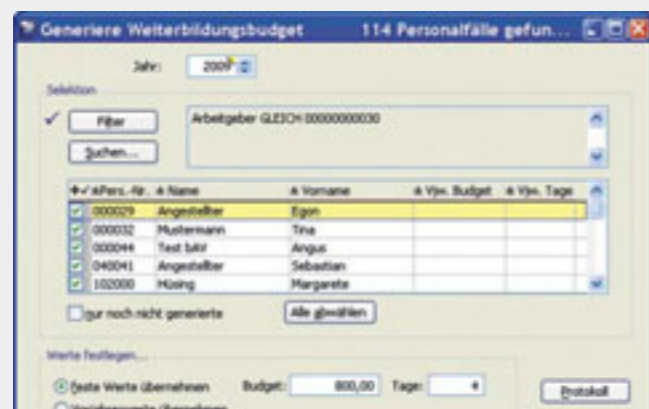 Generiere Weiterbildungsbudget 114 Personalfälle gefun...
Jahr: 2009
Selektion
Filter Arbeitgeber GLEICH 00000000030
Suchen...
Pers.-Nr. Name Vorname Vjw. Budget Vjw. Tage
000029 Angestellter Egon
000032 Mustermann Tina
000044 Test bAV Angus
040041 Angestellter Sebastian
102000 Hüsing Margarete
nur noch nicht generierte Alle abwählen
Werte festlegen...
feste Werte übernehmen Budget: 800,00 Tage: 4 Protokoll